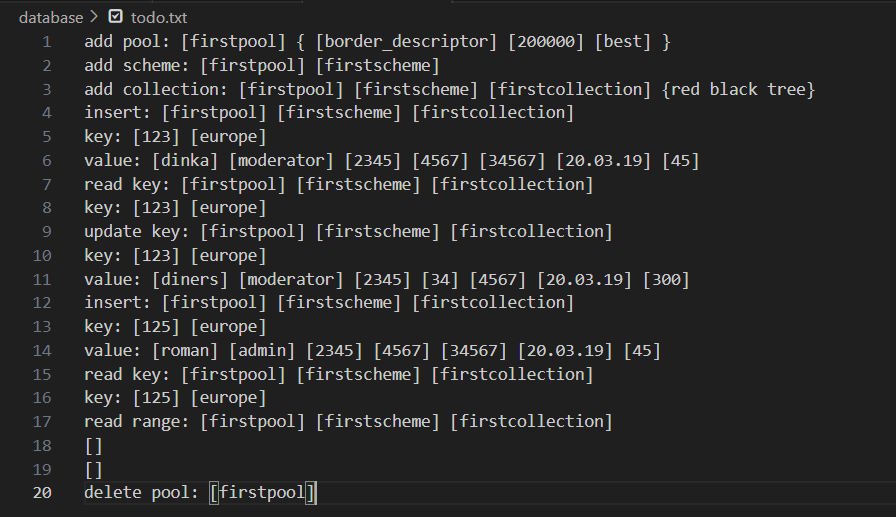 database > todo.txt
1 add pool: [firstpool] { [border_descriptor] [200000] [best] }
2 add scheme: [firstpool] [firstscheme]
3 add collection: [firstpool] [firstscheme] [firstcollection] {red black tree}
4 insert: [firstpool] [firstscheme] [firstcollection]
5 key: [123] [europe]
6 value: [dinka] [moderator] [2345] [4567] [34567] [20.03.19] [45]
7 read key: [firstpool] [firstscheme] [firstcollection]
8 key: [123] [europe]
9 update key: [firstpool] [firstscheme] [firstcollection]
10 key: [123] [europe]
11 value: [diners] [moderator] [2345] [34] [4567] [20.03.19] [300]
12 insert: [firstpool] [firstscheme] [firstcollection]
13 key: [125] [europe]
14 value: [roman] [admin] [2345] [4567] [34567] [20.03.19] [45]
15 read key: [firstpool] [firstscheme] [firstcollection]
16 key: [125] [europe]
17 read range: [firstpool] [firstscheme] [firstcollection]
18 []
19 []
20 delete pool: [firstpool]